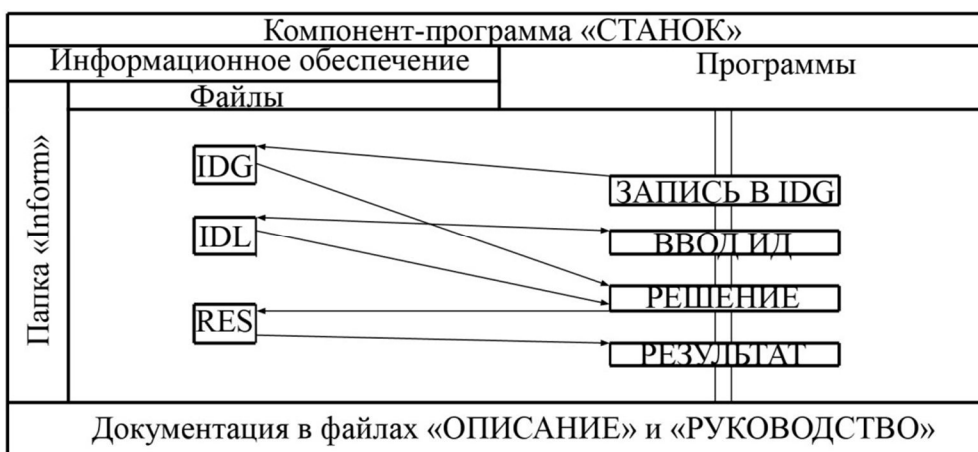 Компонент-программа «СТАНОК»
Информационное обеспечение
Программы
Файлы
Папка «Inform»
IDG
ЗАПИСЬ В IDG
IDL
ВВОД ИД
РЕШЕНИЕ
RES
РЕЗУЛЬТАТ
Документация в файлах «ОПИСАНИЕ» и «РУКОВОДСТВО»